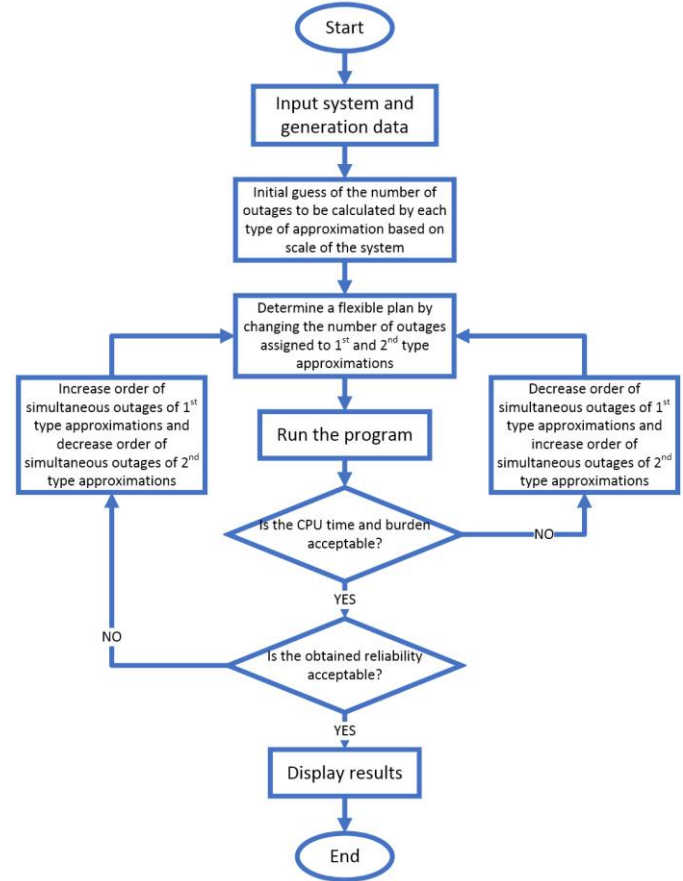 Start
Input system and
generation data
Initial guess of the number of
outages to be calculated by each
type of approximation based on
scale of the system
Determine a flexible plan by
changing the number of outages
assigned to 1st and 2nd type
approximations
Increase order of
simultaneous outages of 1st
type approximations and
decrease order of
simultaneous outages of 2nd
type approximations
Decrease order of
simultaneous outages of 1st
type approximations and
increase order of
simultaneous outages of 2nd
type approximations
Run the program
Is the CPU time and burden
acceptable?
NO
YES
Is the obtained reliability
acceptable?
NO
YES
Display results
End